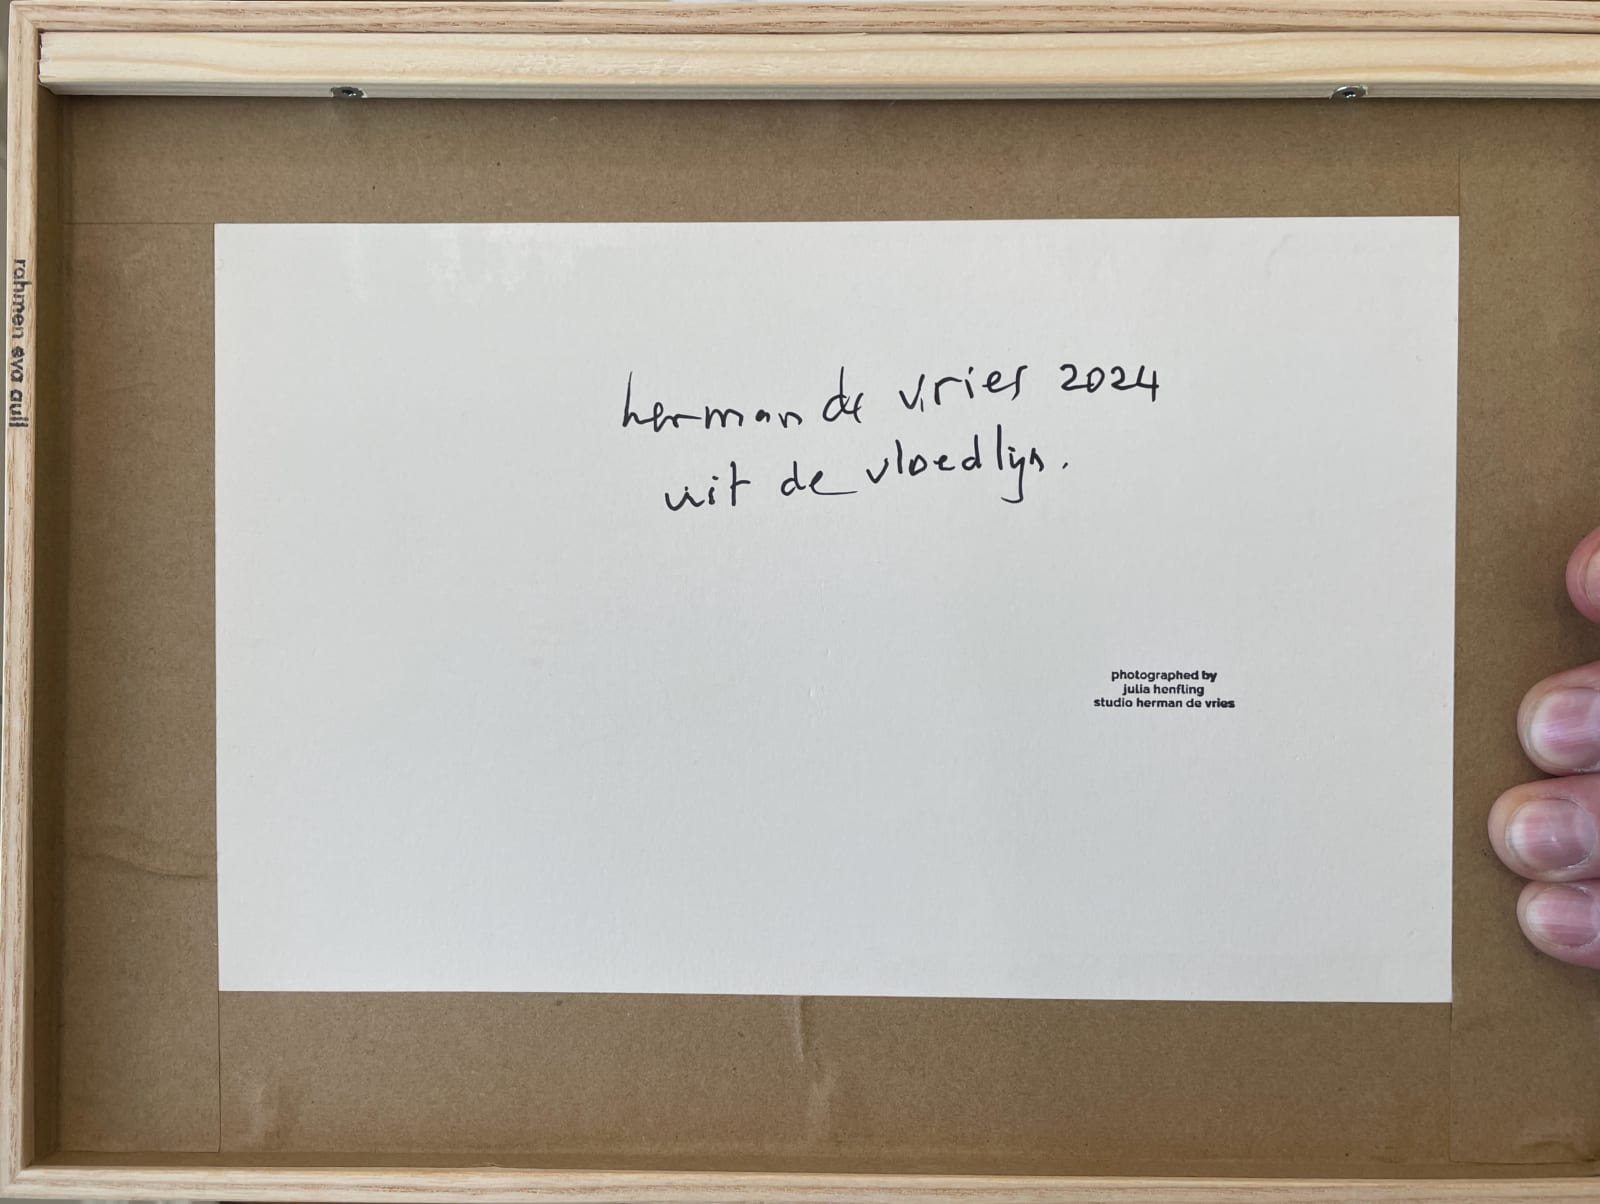 herman de vries 2024
uit de vloedlijn.
photographed by
julia henfling
studio herman de vries
rahmen eva aull